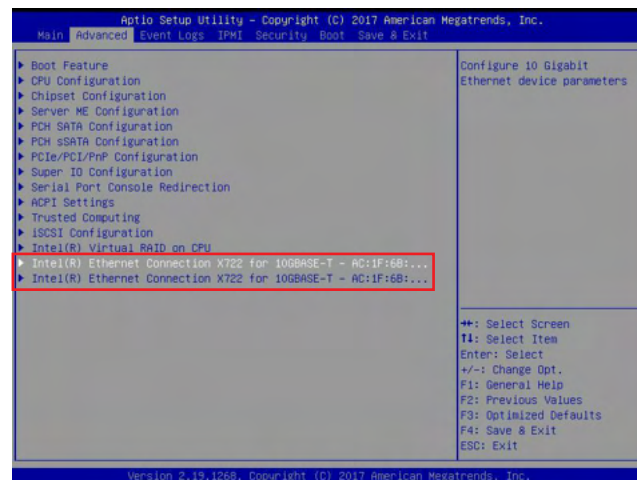 Aptio Setup Utility – Copyright (C) 2017 American Megatrends, Inc.
Main Advanced Event Logs IPMI Security Boot Save & Exit
▶ Boot Feature
▶ CPU Configuration
▶ Chipset Configuration
▶ Server ME Configuration
▶ PCH SATA Configuration
▶ PCH sSATA Configuration
▶ PCIe/PCI/PnP Configuration
▶ Super IO Configuration
▶ Serial Port Console Redirection
▶ ACPI Settings
▶ Trusted Computing
▶ iSCSI Configuration
▶ Intel(R) Virtual RAID on CPU
▶ Intel(R) Ethernet Connection X722 for 10GBASE-T – AC:1F:6B:...
▶ Intel(R) Ethernet Connection X722 for 10GBASE-T – AC:1F:6B:...
Configure 10 Gigabit
Ethernet device parameters
→←: Select Screen
↑↓: Select Item
Enter: Select
+/-: Change Opt.
F1: General Help
F2: Previous Values
F3: Optimized Defaults
F4: Save & Exit
ESC: Exit
Version 2.19.1268. Copyright (C) 2017 American Megatrends, Inc.